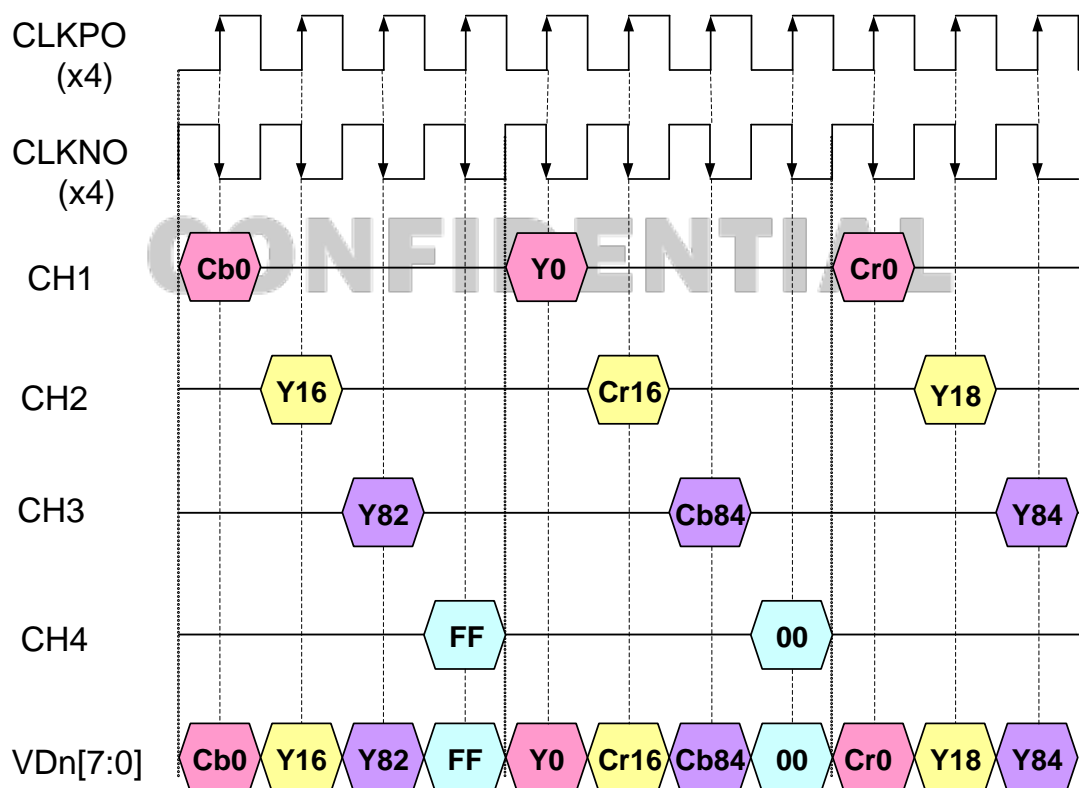 CLKPO
(x4)
CLKNO
(x4)
CONFIDENTIAL
CH1 Cb0 Y0 Cr0
CH2 Y16 Cr16 Y18
CH3 Y82 Cb84 Y84
CH4 FF 00
VDn[7:0] Cb0 Y16 Y82 FF Y0 Cr16 Cb84 00 Cr0 Y18 Y84